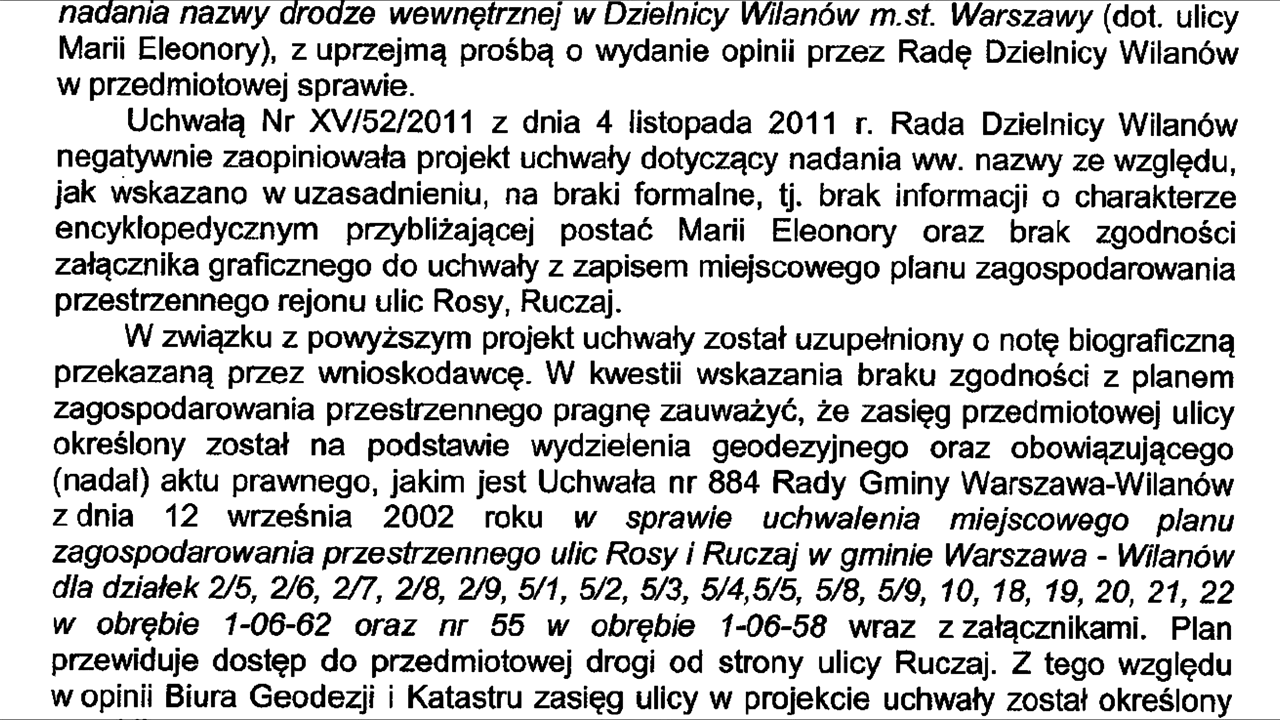 nadania nazwy drodze wewnętrznej w Dzielnicy Wilanów m.st. Warszawy (dot. ulicy
Marii Eleonory), z uprzejmą prośbą o wydanie opinii przez Radę Dzielnicy Wilanów
w przedmiotowej sprawie.
Uchwałą Nr XV/52/2011 z dnia 4 listopada 2011 r. Rada Dzielnicy Wilanów
negatywnie zaopiniowała projekt uchwały dotyczący nadania ww. nazwy ze względu,
jak wskazano w uzasadnieniu, na braki formalne, tj. brak informacji o charakterze
encyklopedycznym przybliżającej postać Marii Eleonory oraz brak zgodności
załącznika graficznego do uchwały z zapisem miejscowego planu zagospodarowania
przestrzennego rejonu ulic Rosy, Ruczaj.
W związku z powyższym projekt uchwały został uzupełniony o notę biograficzną
przekazaną przez wnioskodawcę. W kwestii wskazania braku zgodności z planem
zagospodarowania przestrzennego pragnę zauważyć, że zasięg przedmiotowej ulicy
określony został na podstawie wydzielenia geodezyjnego oraz obowiązującego
(nadal) aktu prawnego, jakim jest Uchwała nr 884 Rady Gminy Warszawa-Wilanów
z dnia 12 września 2002 roku w sprawie uchwalenia miejscowego planu
zagospodarowania przestrzennego ulic Rosy i Ruczaj w gminie Warszawa - Wilanów
dla działek 2/5, 2/6, 2/7, 2/8, 2/9, 5/1, 5/2, 5/3, 5/4,5/5, 5/8, 5/9, 10, 18, 19, 20, 21, 22
w obrębie 1-06-62 oraz nr 55 w obrębie 1-06-58 wraz z załącznikami. Plan
przewiduje dostęp do przedmiotowej drogi od strony ulicy Ruczaj. Z tego względu
w opinii Biura Geodezji i Katastru zasięg ulicy w projekcie uchwały został określony